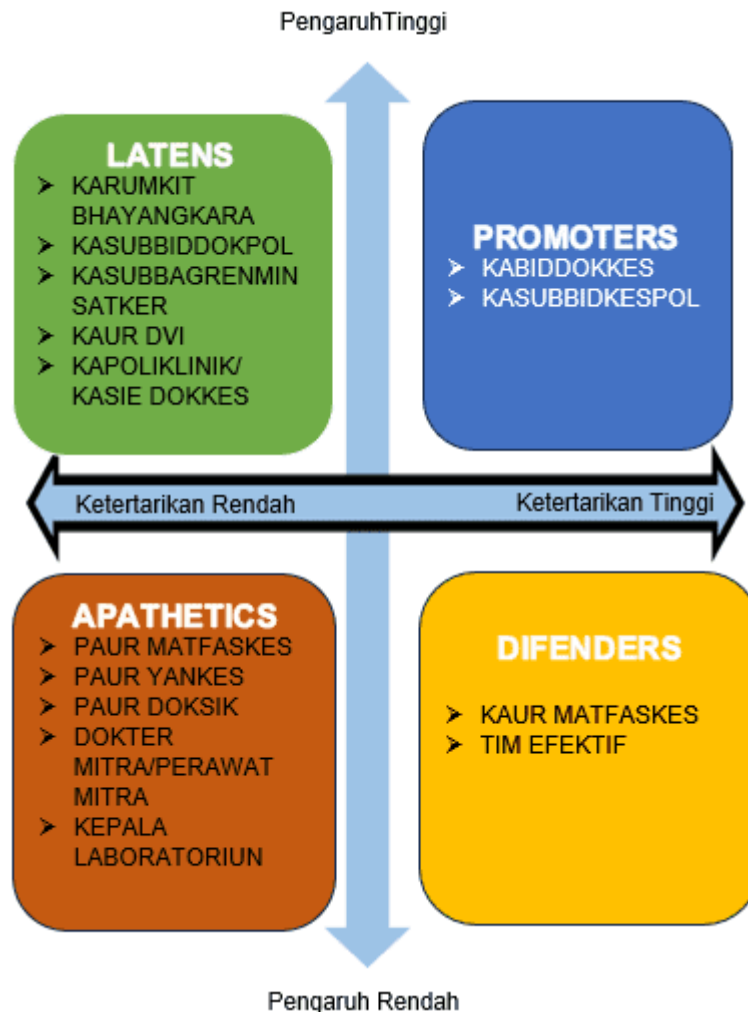 PengaruhTinggi
LATENS
➤ KARUMKIT
BHAYANGKARA
➤ KASUBBIDDOKPOL
➤ KASUBBAGRENMIN
SATKER
➤ KAUR DVI
➤ KAPOLIKLINIK/
KASIE DOKKES
PROMOTERS
➤ KABIDDOKKES
➤ KASUBBIDKESPOL
Ketertarikan Rendah
Ketertarikan Tinggi
APATHETICS
➤ PAUR MATFASKES
➤ PAUR YANKES
➤ PAUR DOKSIK
➤ DOKTER
MITRA/PERAWAT
MITRA
➤ KEPALA
LABORATORIUN
DIFENDERS
➤ KAUR MATFASKES
➤ TIM EFEKTIF
Pengaruh Rendah